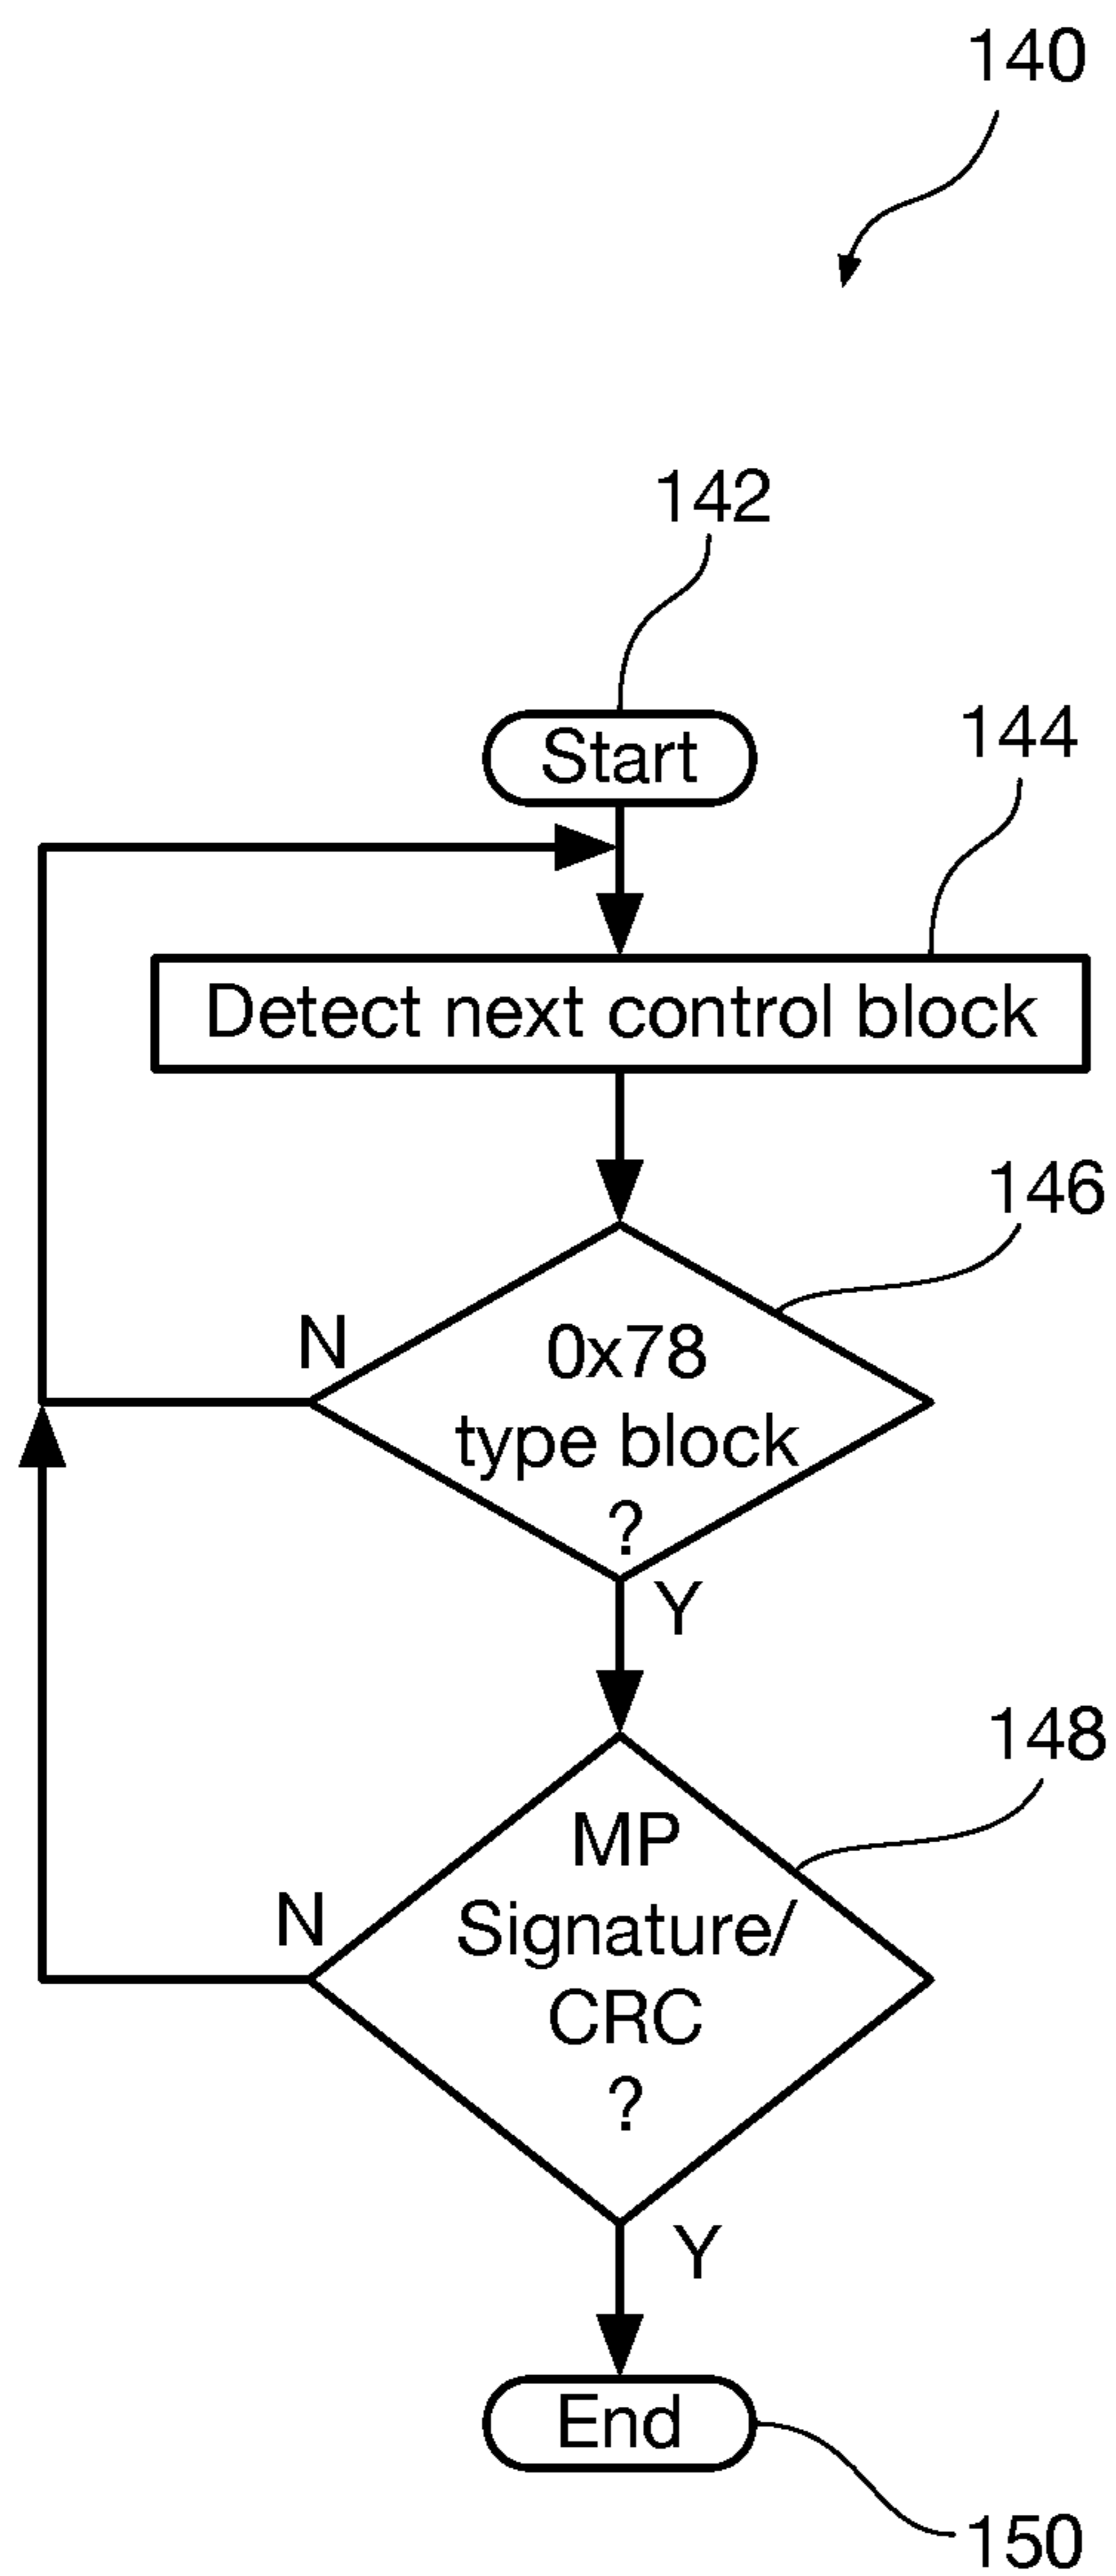 140
142
Start
144
Detect next control block
146
N
0x78
type block
?
Y
148
MP
N
Signature/
CRC
?
Y
End
150